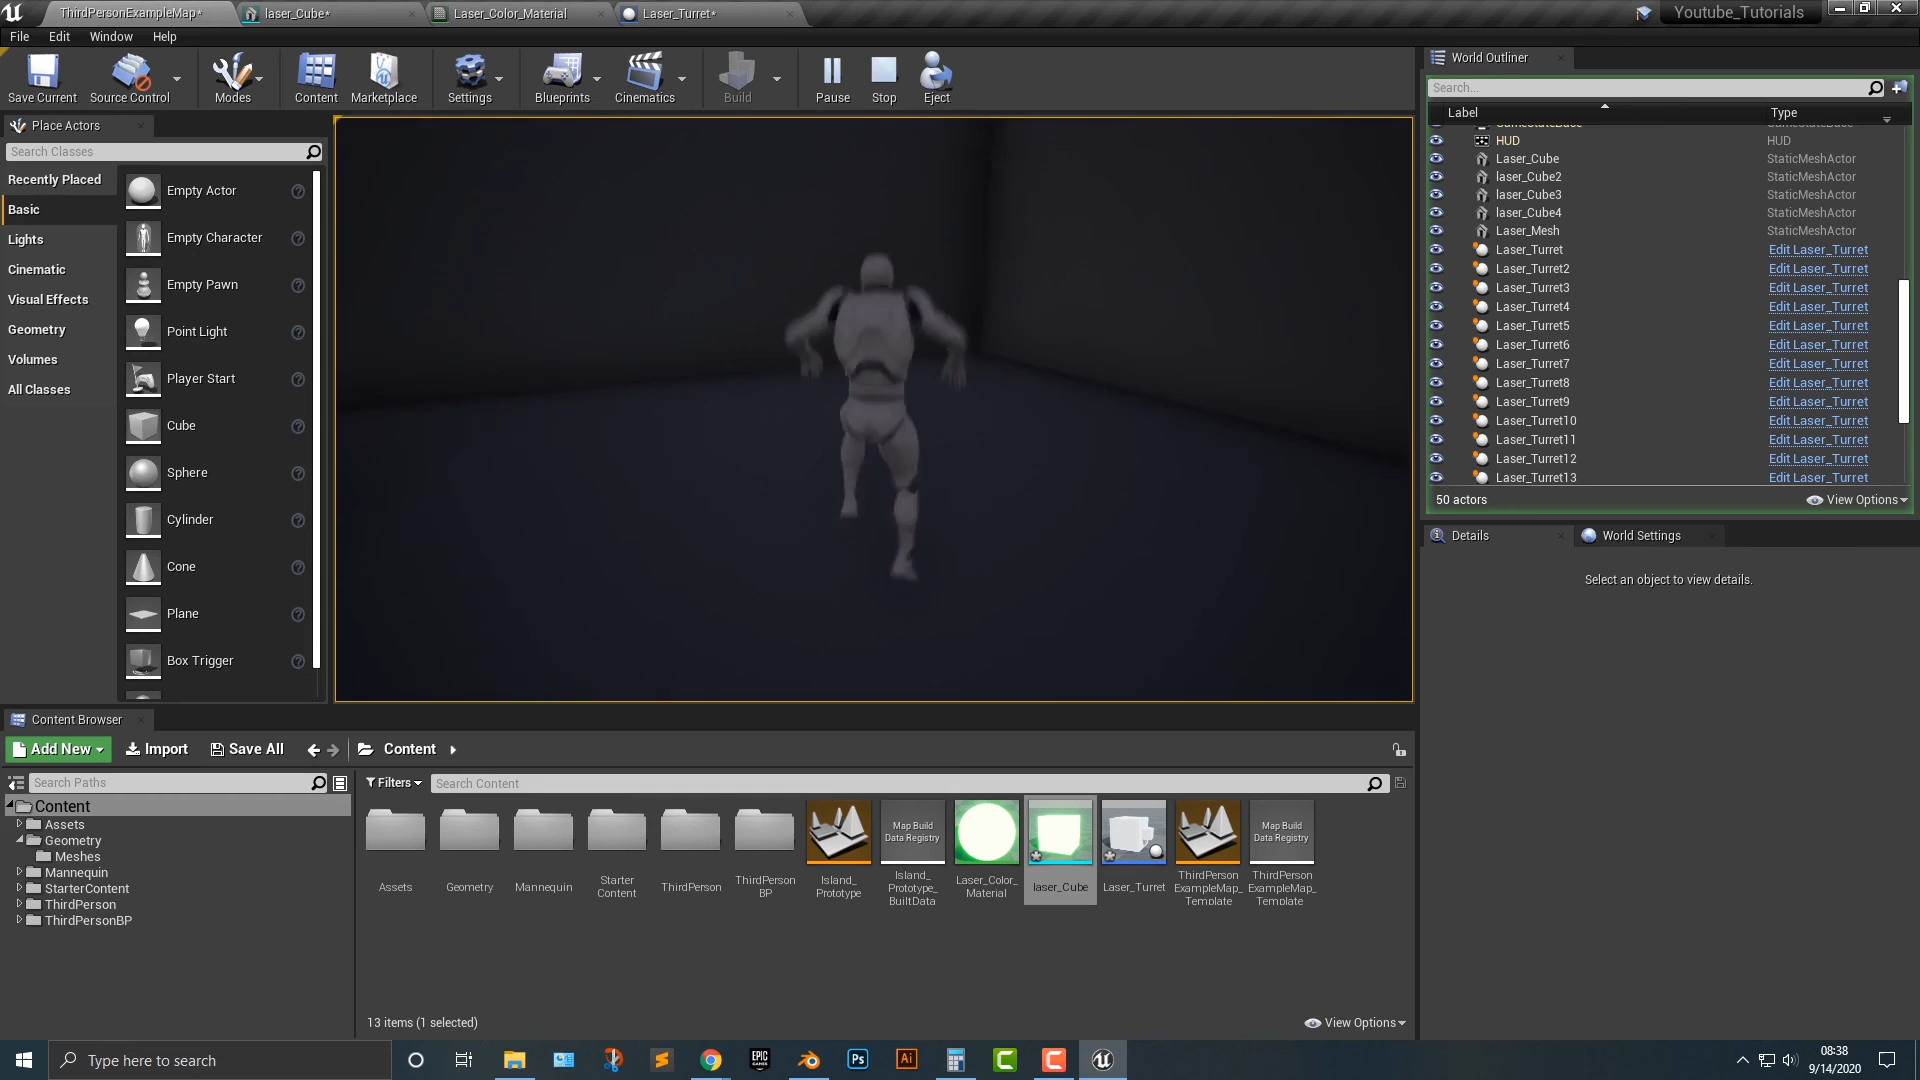 ThirdPersonExampleMap*
laser_Cube*
Laser_Color_Material
Laser_Turret*
Youtube_Tutorials
File Edit Window Help
Save Current
Source Control
Modes
Content
Marketplace
Settings
Blueprints
Cinematics
Build
Pause
Stop
Eject
Place Actors
Search Classes
Recently Placed
Basic
Lights
Cinematic
Visual Effects
Geometry
Volumes
All Classes
Empty Actor
Empty Character
Empty Pawn
Point Light
Player Start
Cube
Sphere
Cylinder
Cone
Plane
Box Trigger
World Outliner
Search...
Label Type
HUD HUD
Laser_Cube StaticMeshActor
laser_Cube2 StaticMeshActor
laser_Cube3 StaticMeshActor
laser_Cube4 StaticMeshActor
Laser_Mesh StaticMeshActor
Laser_Turret Edit Laser_Turret
Laser_Turret2 Edit Laser_Turret
Laser_Turret3 Edit Laser_Turret
Laser_Turret4 Edit Laser_Turret
Laser_Turret5 Edit Laser_Turret
Laser_Turret6 Edit Laser_Turret
Laser_Turret7 Edit Laser_Turret
Laser_Turret8 Edit Laser_Turret
Laser_Turret9 Edit Laser_Turret
Laser_Turret10 Edit Laser_Turret
Laser_Turret11 Edit Laser_Turret
Laser_Turret12 Edit Laser_Turret
Laser_Turret13 Edit Laser_Turret
50 actors
View Options
Details
World Settings
Select an object to view details.
Content Browser
Add New
Import
Save All
Content
Search Paths
Content
Assets
Geometry
Meshes
Mannequin
StarterContent
ThirdPerson
ThirdPersonBP
Filters
Search Content
Assets
Geometry
Mannequin
Starter
Content
ThirdPerson
ThirdPerson
BP
Island_
Prototype
Map Build
Data Registry
Island_
Prototype_
BuiltData
Laser_Color_
Material
laser_Cube
Laser_Turret
ThirdPerson
ExampleMap_
Template
Map Build
Data Registry
ThirdPerson
ExampleMap_
Template
13 items (1 selected)
View Options
Type here to search
EPIC
GAMES
Ps
Ai
08:38
9/14/2020